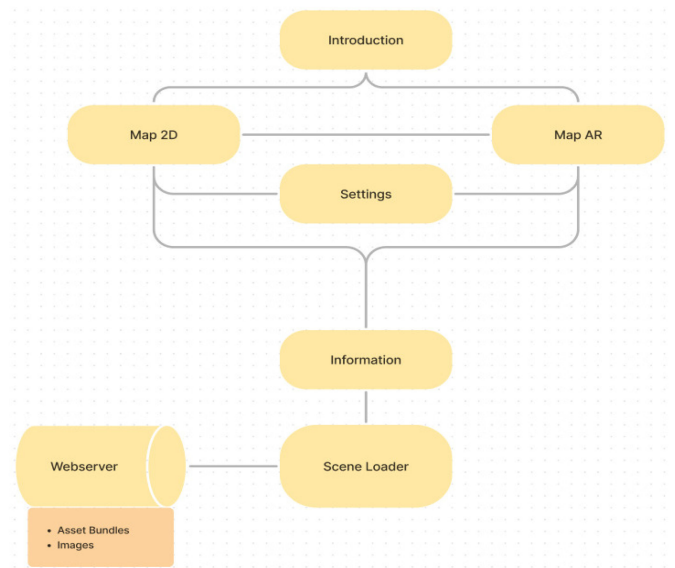 Introduction
Map 2D
Map AR
Settings
Information
Webserver
Scene Loader
• Asset Bundles
• Images